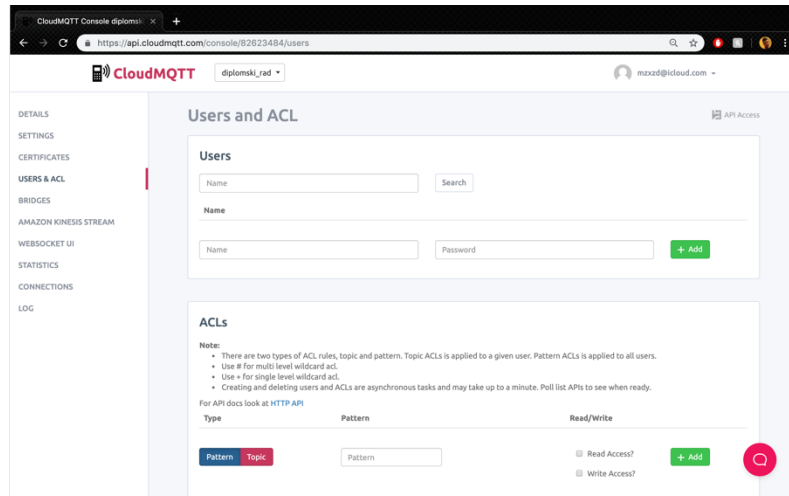 CloudMQTT Console diplomsk
https://api.cloudmqtt.com/console/82623484/users
CloudMQTT
diplomski_rad
mzxzd@icloud.com
DETAILS
SETTINGS
CERTIFICATES
USERS & ACL
BRIDGES
AMAZON KINESIS STREAM
WEBSOCKET UI
STATISTICS
CONNECTIONS
LOG
Users and ACL
API Access
Users
Name
Search
Name
Name
Password
+ Add
ACLs
Note:
• There are two types of ACL rules, topic and pattern. Topic ACLs is applied to a given user. Pattern ACLs is applied to all users.
• Use # for multi level wildcard acl.
• Use + for single level wildcard acl.
• Creating and deleting users and ACLs are asynchronous tasks and may take up to a minute. Poll list APIs to see when ready.
For API docs look at HTTP API
Type Pattern Read/Write
Pattern Topic
Pattern
Read Access?
Write Access?
+ Add